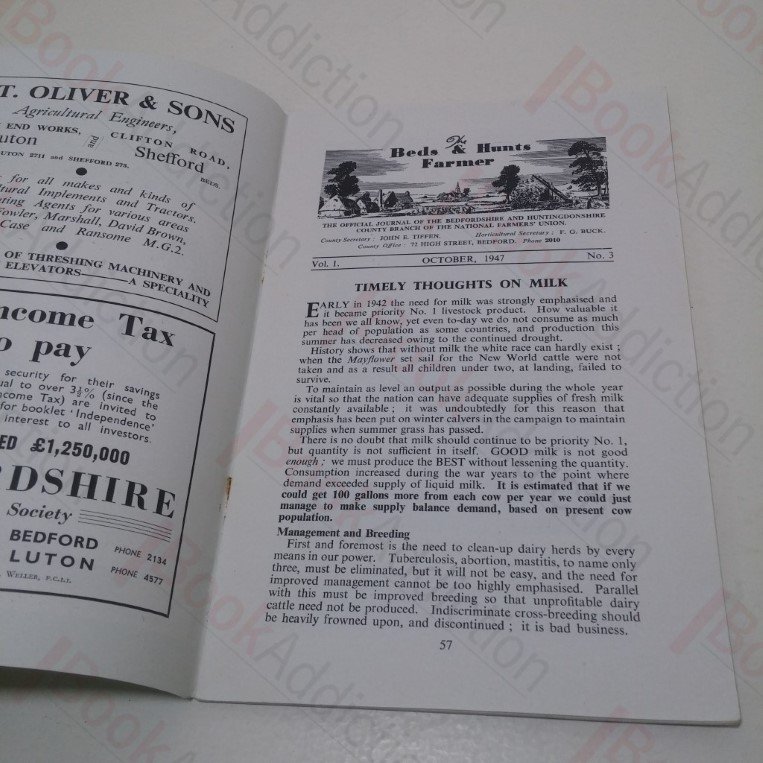 T. OLIVER & SONS
Agricultural Engineers,
END WORKS,
CLIFTON ROAD,
uton
and
Shefford
UTON 2711 and SHEFFORD 275.
BEDS.
for all makes and kinds of
tural Implements and Tractors.
ting Agents for various areas
Fowler, Marshall, David Brown,
Case and Ransome M.G.2.
OF THRESHING MACHINERY AND
ELEVATORS——A SPECIALITY
ncome Tax
o pay
security for their savings
ual to over 3½% (since the
ncome Tax) are invited to
for booklet 'Independence'
interest to all investors.
ED £1,250,000
RDSHIRE
Society
BEDFORD PHONE 2134
LUTON PHONE 4577
WELLER, F.C.I.I.
The
Beds & Hunts
Farmer
THE OFFICIAL JOURNAL OF THE BEDFORDSHIRE AND HUNTINGDONSHIRE
COUNTY BRANCH OF THE NATIONAL FARMERS' UNION.
County Secretary : JOHN E. TIFFEN. Horticultural Secretary : F. G. BUCK.
County Office : 72 HIGH STREET, BEDFORD. Phone 2010
Vol. 1. OCTOBER, 1947 No. 3
TIMELY THOUGHTS ON MILK
EARLY in 1942 the need for milk was strongly emphasised and
it became priority No. 1 livestock product. How valuable it
has been we all know, yet even to-day we do not consume as much
per head of population as some countries, and production this
summer has decreased owing to the continued drought.
History shows that without milk the white race can hardly exist ;
when the Mayflower set sail for the New World cattle were not
taken and as a result all children under two, at landing, failed to
survive.
To maintain as level an output as possible during the whole year
is vital so that the nation can have adequate supplies of fresh milk
constantly available ; it was undoubtedly for this reason that
emphasis has been put on winter calvers in the campaign to maintain
supplies when summer grass has passed.
There is no doubt that milk should continue to be priority No. 1,
but quantity is not sufficient in itself. GOOD milk is not good
enough ; we must produce the BEST without lessening the quantity.
Consumption increased during the war years to the point where
demand exceeded supply of liquid milk. It is estimated that if we
could get 100 gallons more from each cow per year we could just
manage to make supply balance demand, based on present cow
population.
Management and Breeding
First and foremost is the need to clean-up dairy herds by every
means in our power. Tuberculosis, abortion, mastitis, to name only
three, must be eliminated, but it will not be easy, and the need for
improved management cannot be too highly emphasised. Parallel
with this must be improved breeding so that unprofitable dairy
cattle need not be produced. Indiscriminate cross-breeding should
be heavily frowned upon, and discontinued ; it is bad business.
57
BookAddiction